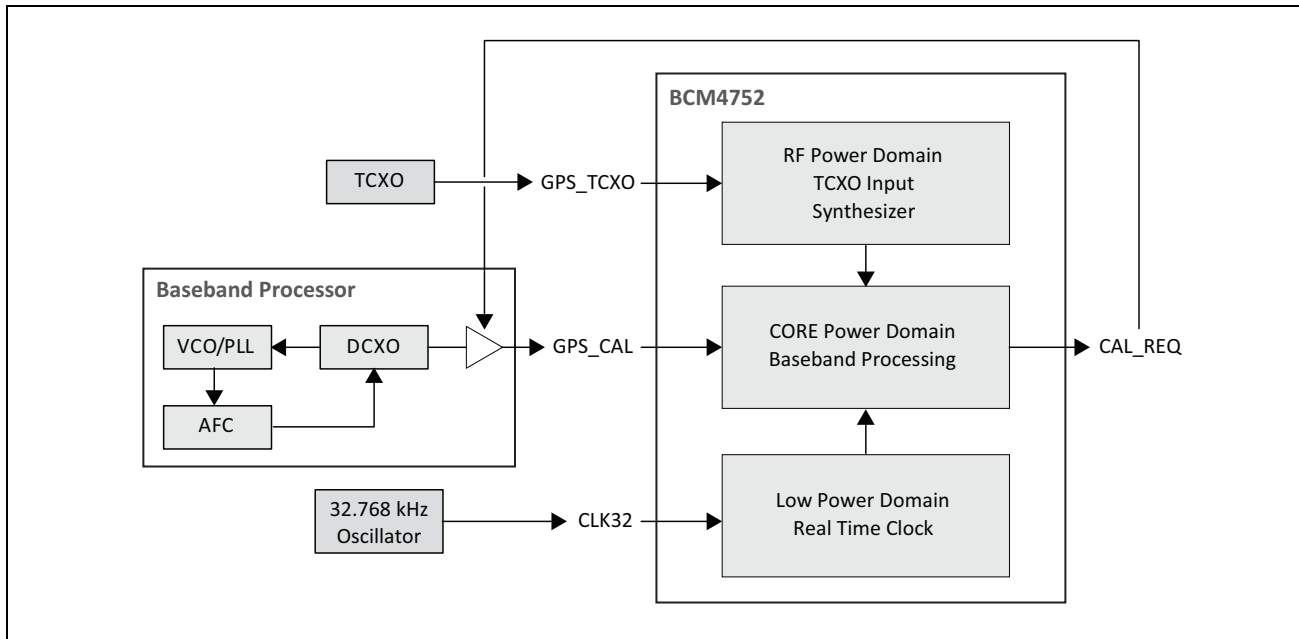 BCM4752
RF Power Domain
TCXO Input
Synthesizer
TCXO
GPS_TCXO
Baseband Processor
VCO/PLL
DCXO
AFC
GPS_CAL
CORE Power Domain
Baseband Processing
CAL_REQ
32.768 kHz
Oscillator
CLK32
Low Power Domain
Real Time Clock